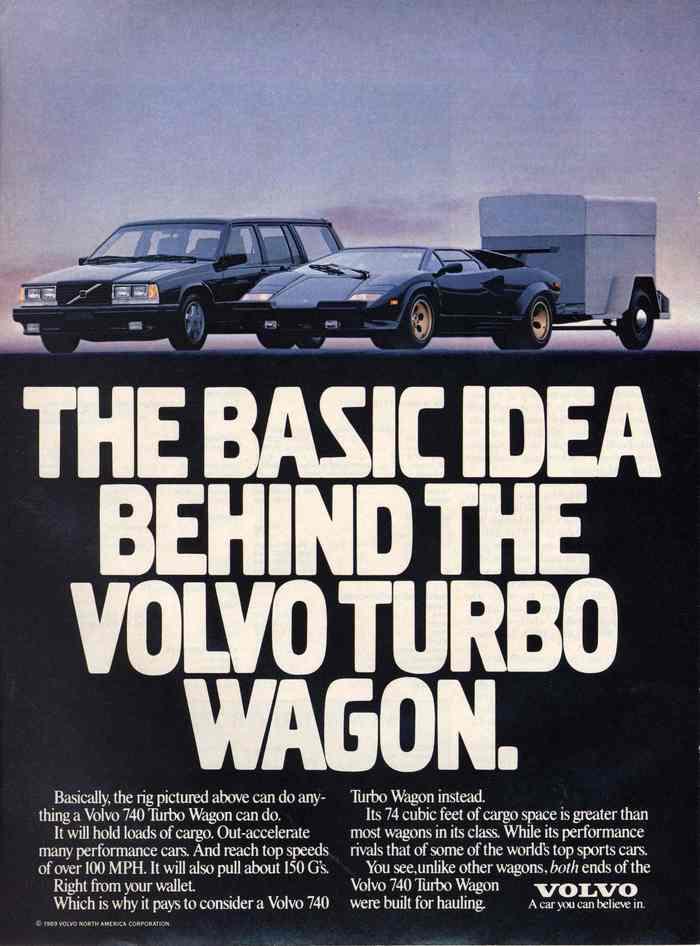 THE BASIC IDEA
BEHIND THE
VOLVO TURBO
WAGON.
Basically, the rig pictured above can do any-
thing a Volvo 740 Turbo Wagon can do.
It will hold loads of cargo. Out-accelerate
many performance cars. And reach top speeds
of over 100 MPH. It will also pull about 150 G's.
Right from your wallet.
Which is why it pays to consider a Volvo 740
Turbo Wagon instead.
Its 74 cubic feet of cargo space is greater than
most wagons in its class. While its performance
rivals that of some of the world's top sports cars.
You see,unlike other wagons, both ends of the
Volvo 740 Turbo Wagon
were built for hauling.
VOLVO
A car you can believe in.
© 1989 VOLVO NORTH AMERICA CORPORATION.